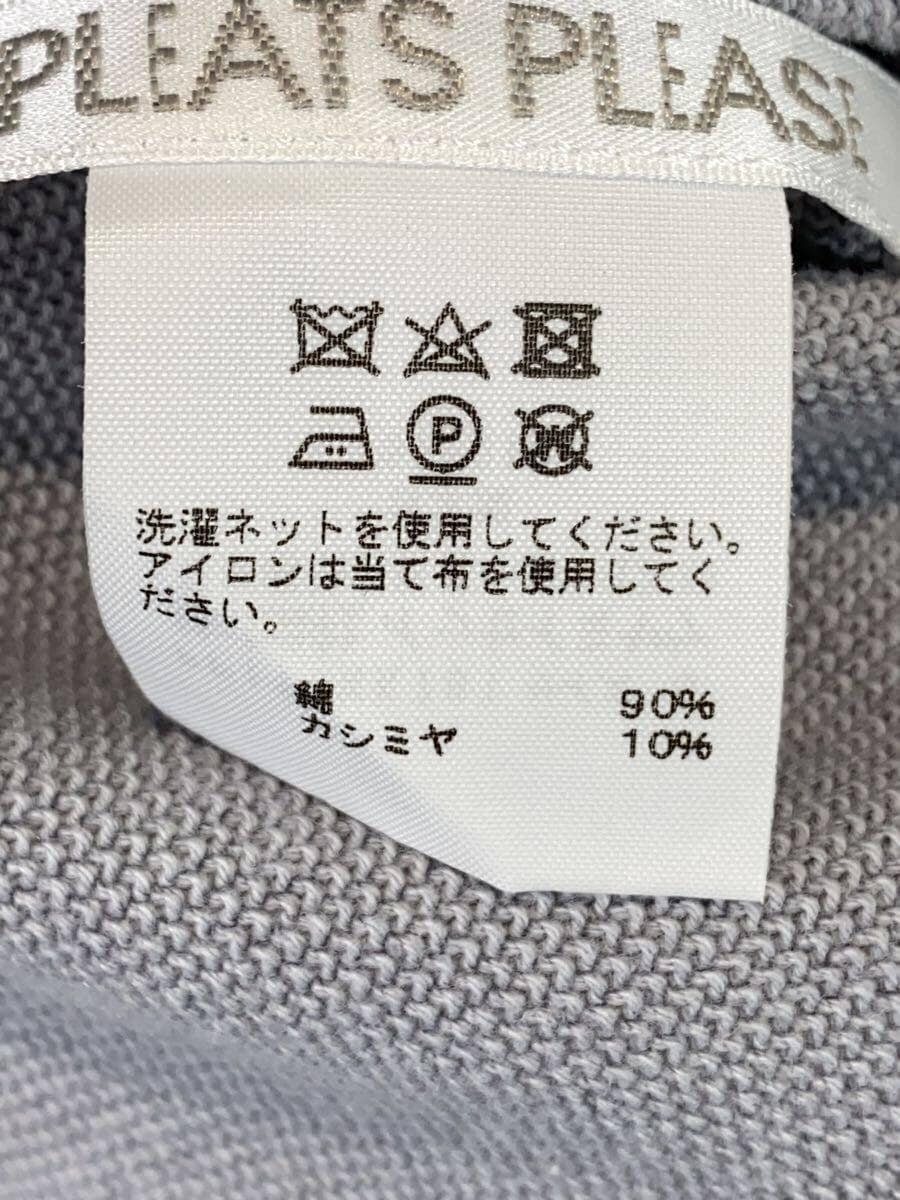 PLEATS PLEASE
P
W
洗濯ネットを使用してください。
アイロンは当て布を使用してく
ださい。
綿 90%
カシミヤ 10%